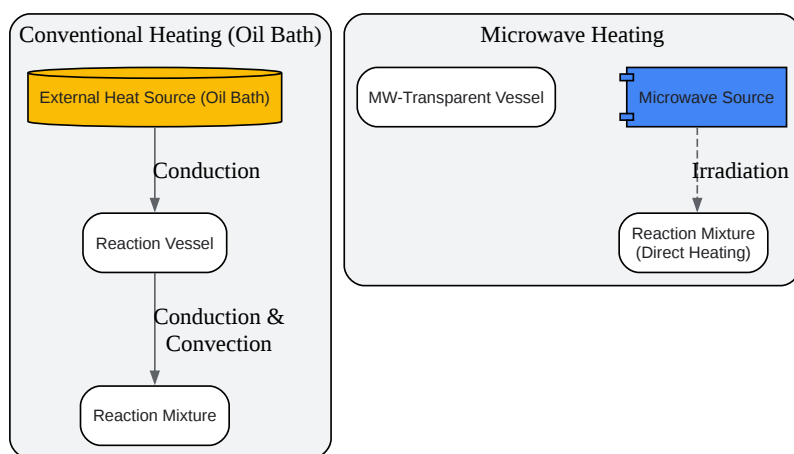 Conventional Heating (Oil Bath)
External Heat Source (Oil Bath)
Conduction
Reaction Vessel
Conduction &
Convection
Reaction Mixture
Microwave Heating
MW-Transparent Vessel
Microwave Source
Irradiation
Reaction Mixture
(Direct Heating)